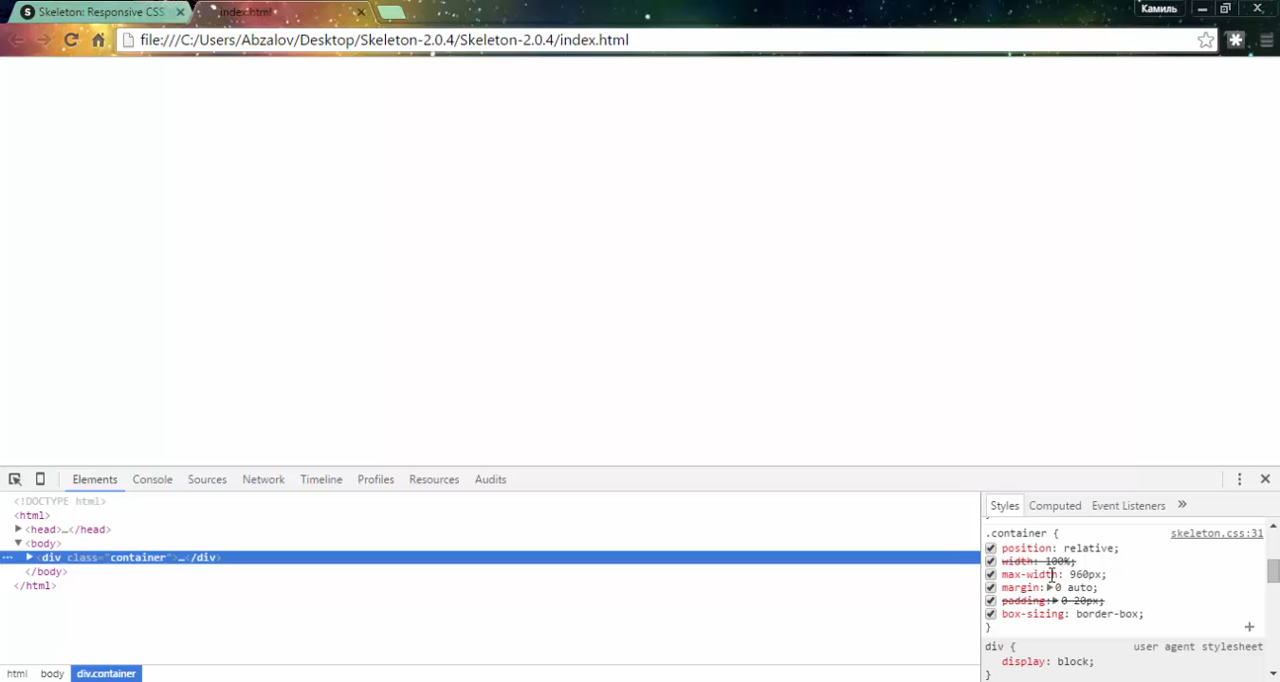 Skeleton: Responsive CSS
index.html
Камиль
file:///C:/Users/Abzalov/Desktop/Skeleton-2.0.4/Skeleton-2.0.4/index.html
Elements Console Sources Network Timeline Profiles Resources Audits
<!DOCTYPE html>
<html>
<head>…</head>
<body>
<div class="container">…</div>
</body>
</html>
html body div.container
Styles Computed Event Listeners »
}
.container { skeleton.css:31
position: relative;
width: 100%;
max-width: 960px;
margin: 0 auto;
padding: 0 20px;
box-sizing: border-box;
}
div { user agent stylesheet
display: block;
}